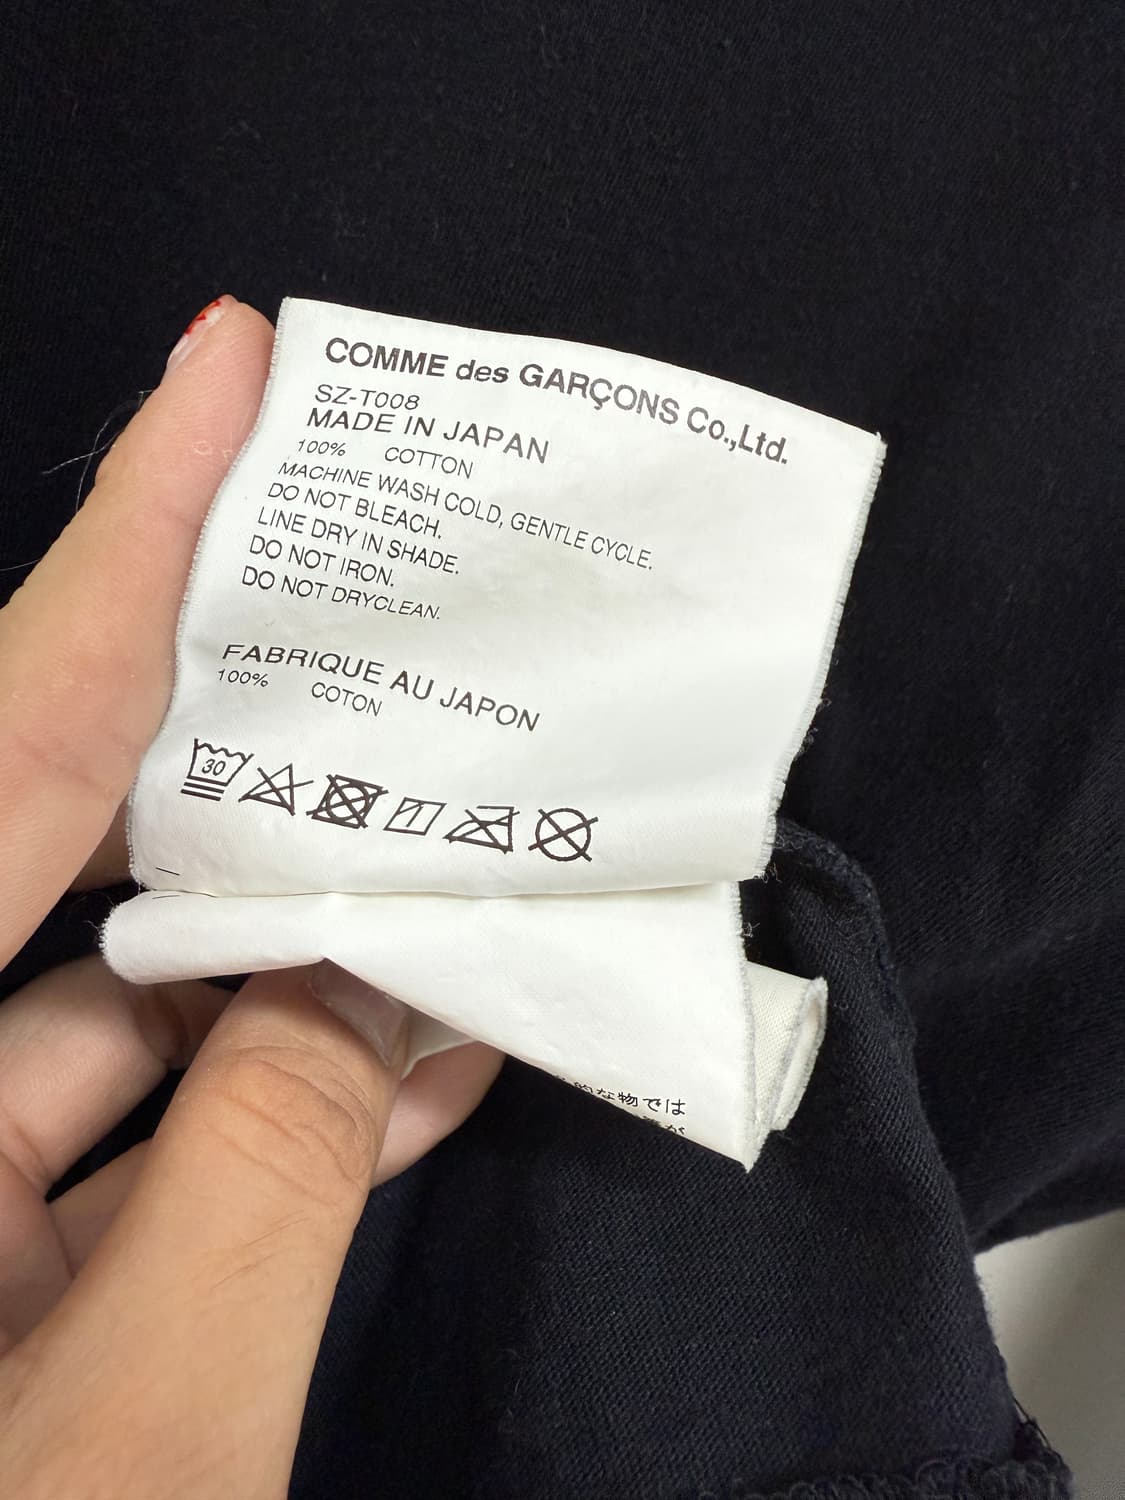 COMME des GARÇONS Co.,Ltd.
SZ-T008
MADE IN JAPAN
100% COTTON
MACHINE WASH COLD, GENTLE CYCLE.
DO NOT BLEACH.
LINE DRY IN SHADE.
DO NOT IRON.
DO NOT DRYCLEAN.
FABRIQUE AU JAPON
100% COTON
30
的な物では
が